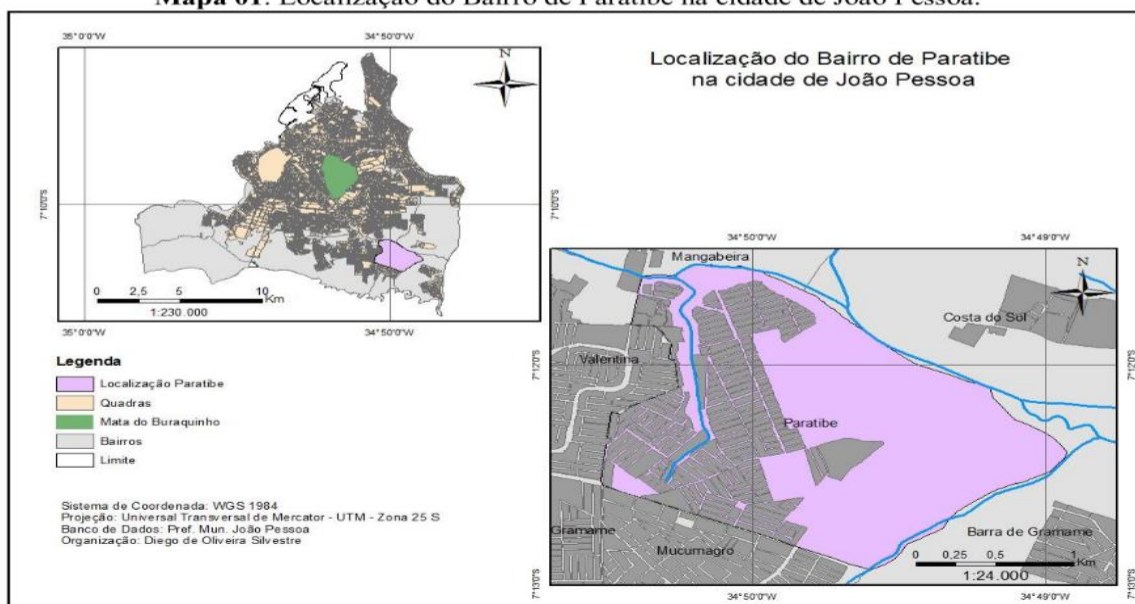 Mapa 01: Localização do Bairro de Paratibe na cidade de João Pessoa.
35°0'0"W
34°50'0"W
N
7°10'0"S
7°10'0"S
0 2,5 5 10
Km
1:230.000
35°0'0"W
34°50'0"W
Localização do Bairro de Paratibe
na cidade de João Pessoa
Legenda
Localização Paratibe
Quadras
Mata do Buraquinho
Bairros
Limite
Sistema de Coordenada: WGS 1984
Projeção: Universal Transversal de Mercator - UTM - Zona 25 S
Banco de Dados: Pref. Mun. João Pessoa
Organização: Diego de Oliveira Silvestre
34°50'0"W
34°49'0"W
Mangabeira
N
Costa do Sol
Valentina
7°12'0"S
7°12'0"S
Paratibe
Gramame
Mucumagro
Barra de Gramame
0 0,25 0,5 1
Km
1:24.000
7°13'0"S
7°13'0"S
34°50'0"W
34°49'0"W